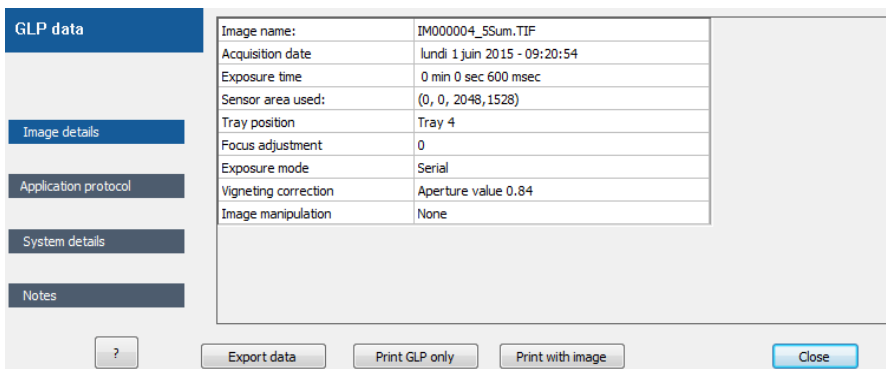 GLP data
Image name: IM000004_5Sum.TIF
Acquisition date lundi 1 juin 2015 - 09:20:54
Exposure time 0 min 0 sec 600 msec
Sensor area used: (0, 0, 2048,1528)
Tray position Tray 4
Focus adjustment 0
Exposure mode Serial
Vigneting correction Aperture value 0.84
Image manipulation None
Image details
Application protocol
System details
Notes
? Export data Print GLP only Print with image Close